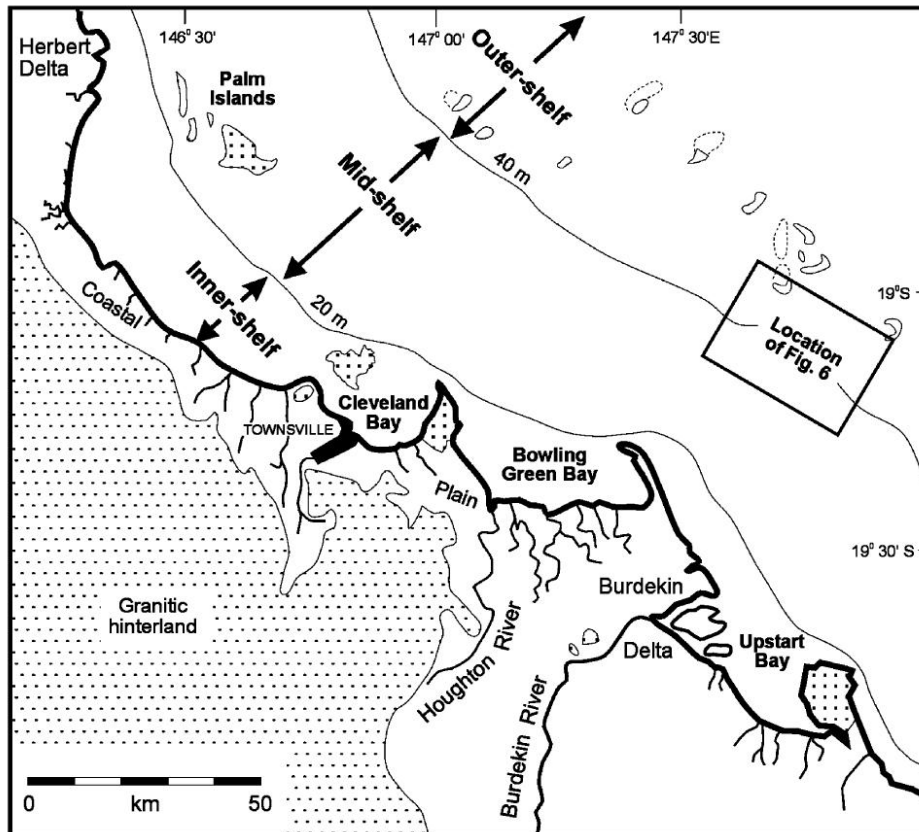 146° 30'
147° 00'
147° 30'E
Herbert
Delta
Palm
Islands
Outer-shelf
40 m
Mid-shelf
19°S
Inner-shelf
Coastal
20 m
Location
of Fig. 6
Cleveland
Bay
TOWNSVILLE
Bowling
Green Bay
Plain
19° 30' S
Burdekin
Granitic
hinterland
Houghton River
Delta
Upstart
Bay
Burdekin River
0 50
km